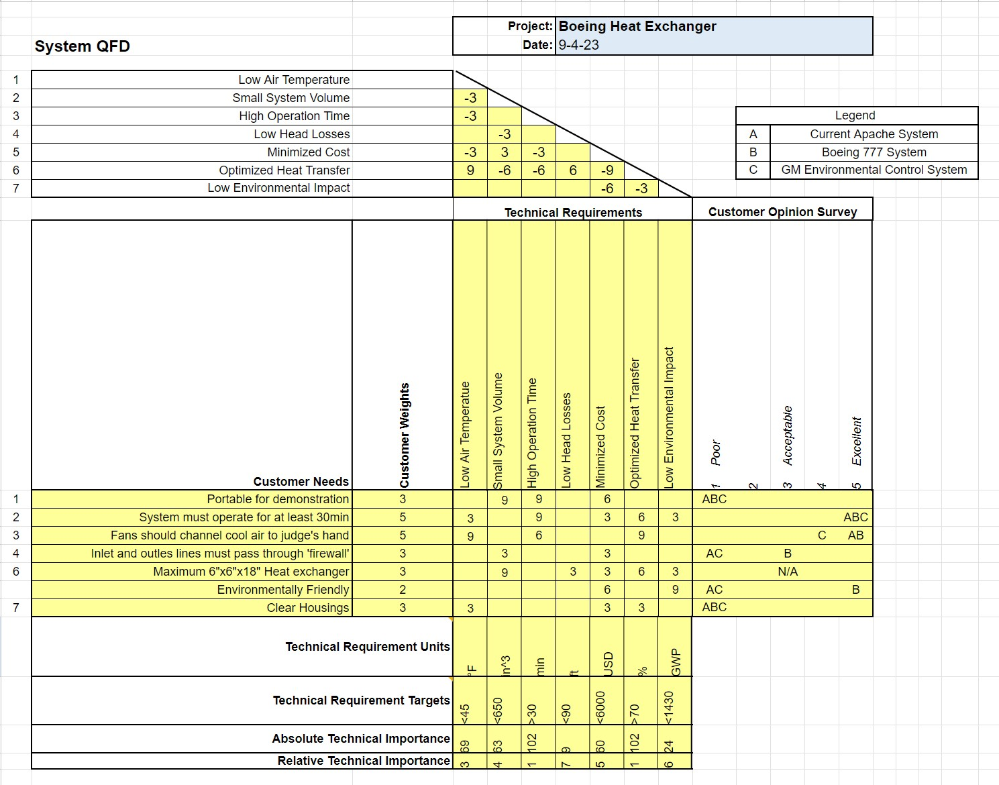 Project: Boeing Heat Exchanger
System QFD
Date: 9-4-23
1 Low Air Temperature
2 Small System Volume -3
3 High Operation Time -3
4 Low Head Losses -3
5 Minimized Cost -3 3 -3
6 Optimized Heat Transfer 9 -6 -6 6 -9
7 Low Environmental Impact -6 -3
Legend
A Current Apache System
B Boeing 777 System
C GM Environmental Control System
Technical Requirements
Customer Opinion Survey
Customer Needs
Customer Weights
Low Air Temperatue
Small System Volume
High Operation Time
Low Head Losses
Minimized Cost
Optimized Heat Transfer
Low Environmental Impact
1 Poor
2
3 Acceptable
4
5 Excellent
1 Portable for demonstration 3 9 9 6 ABC
2 System must operate for at least 30min 5 3 9 3 6 3 ABC
3 Fans should channel cool air to judge's hand 5 9 6 9 C AB
4 Inlet and outles lines must pass through 'firewall' 3 3 3 AC B
6 Maximum 6"x6"x18" Heat exchanger 3 9 3 3 6 3 N/A
Environmentally Friendly 2 6 9 AC B
7 Clear Housings 3 3 3 3 ABC
Technical Requirement Units °F in^3 min ft USD % GWP
Technical Requirement Targets <45 <650 >30 <90 <6000 >70 <1430
Absolute Technical Importance 69 63 102 9 60 102 24
Relative Technical Importance 3 4 1 7 5 1 6